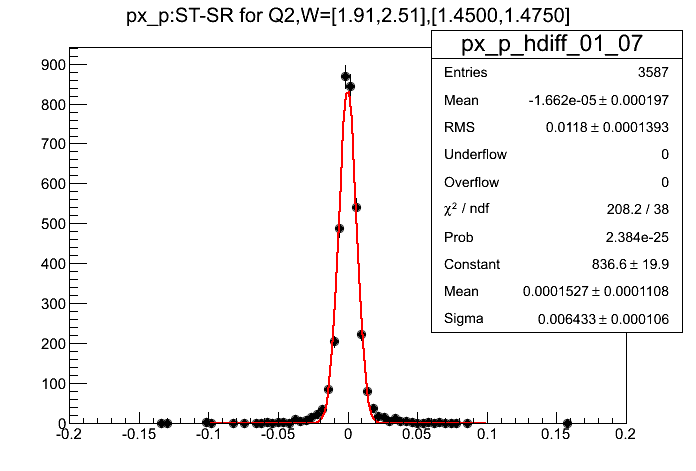 px_p:ST-SR for Q2,W=[1.91,2.51],[1.4500,1.4750]
px_p_hdiff_01_07
Entries 3587
Mean -1.662e-05 ± 0.000197
RMS 0.0118 ± 0.0001393
Underflow 0
Overflow 0
χ² / ndf 208.2 / 38
Prob 2.384e-25
Constant 836.6 ± 19.9
Mean 0.0001527 ± 0.0001108
Sigma 0.006433 ± 0.000106
900
800
700
600
500
400
300
200
100
0
-0.2 -0.15 -0.1 -0.05 0 0.05 0.1 0.15 0.2